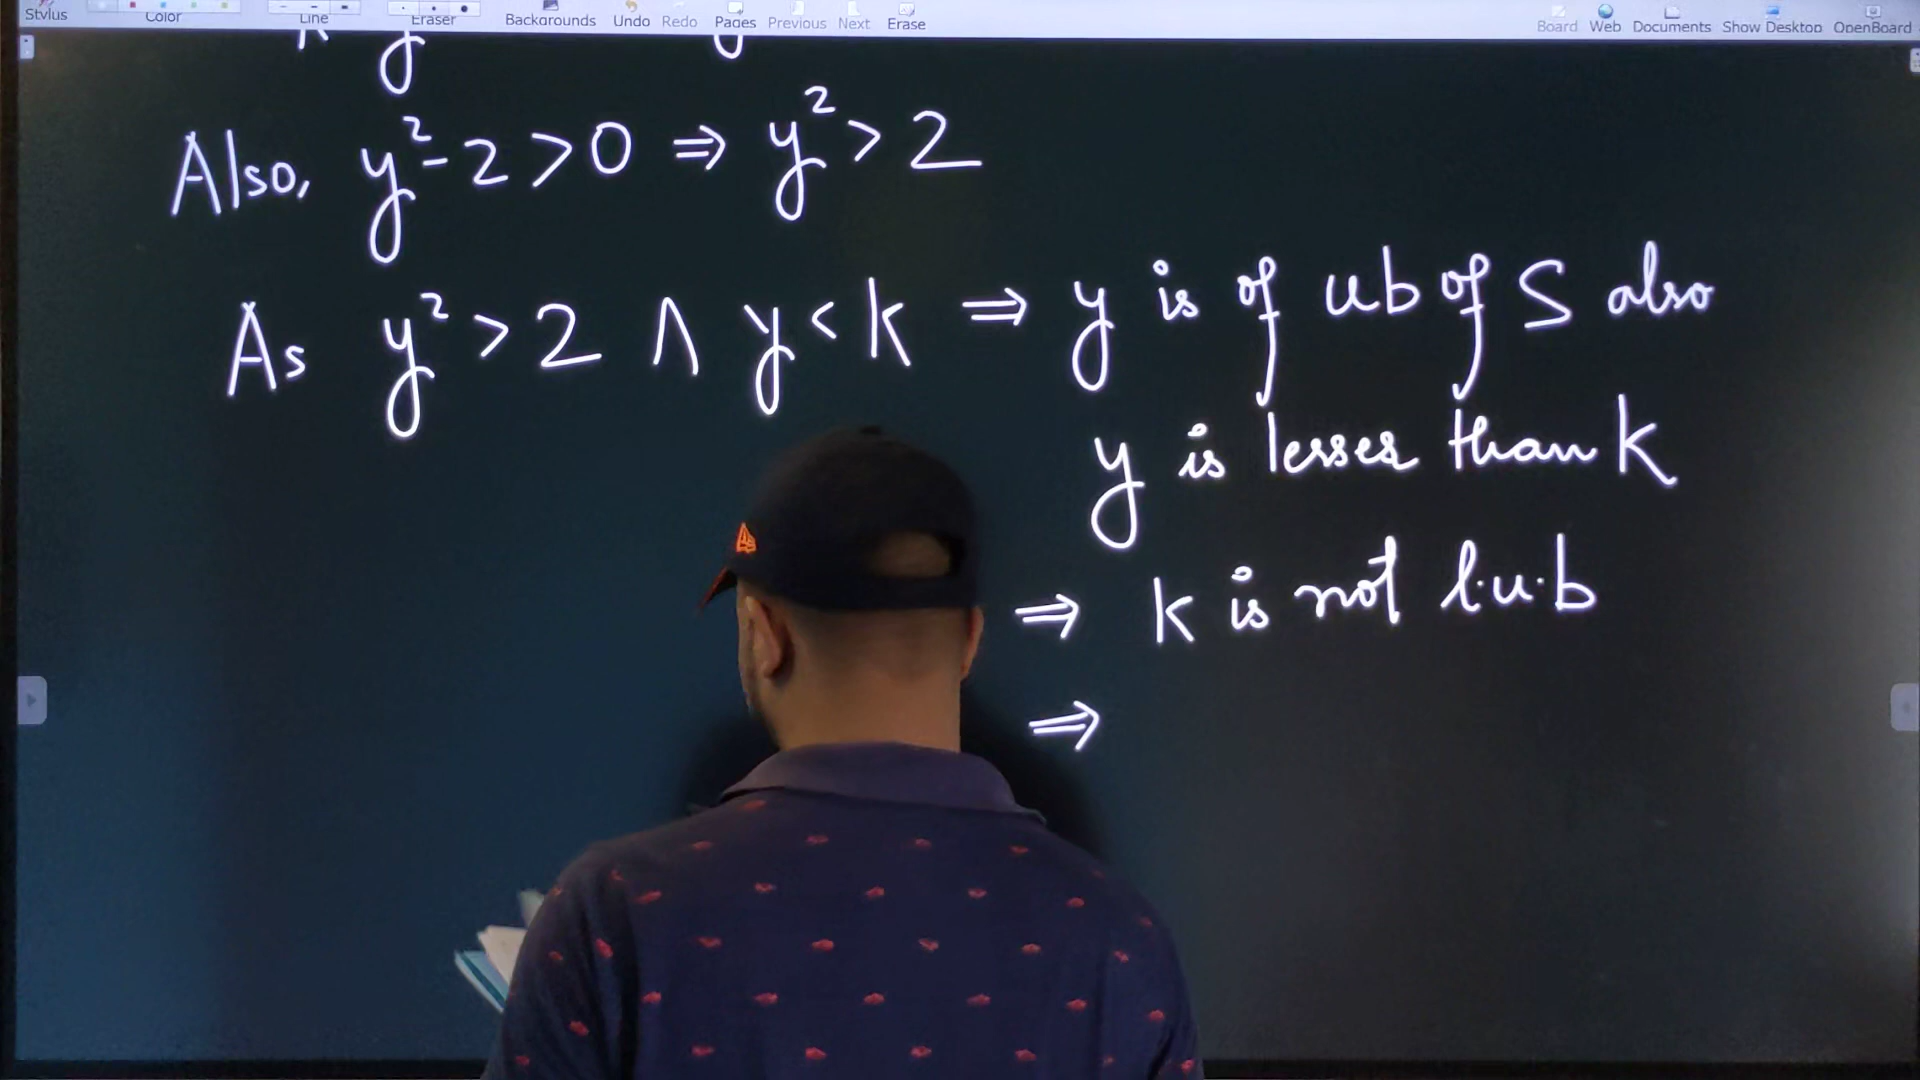 Stylus Color Line Eraser Backgrounds Undo Redo Pages Previous Next Erase Board Web Documents Show Desktop OpenBoard
Also, y²-2>0 ⇒ y²>2
As y²>2 ∧ y<k ⇒ y is of ub of S also
y is lesser than k
⇒ k is not l.u.b
⇒